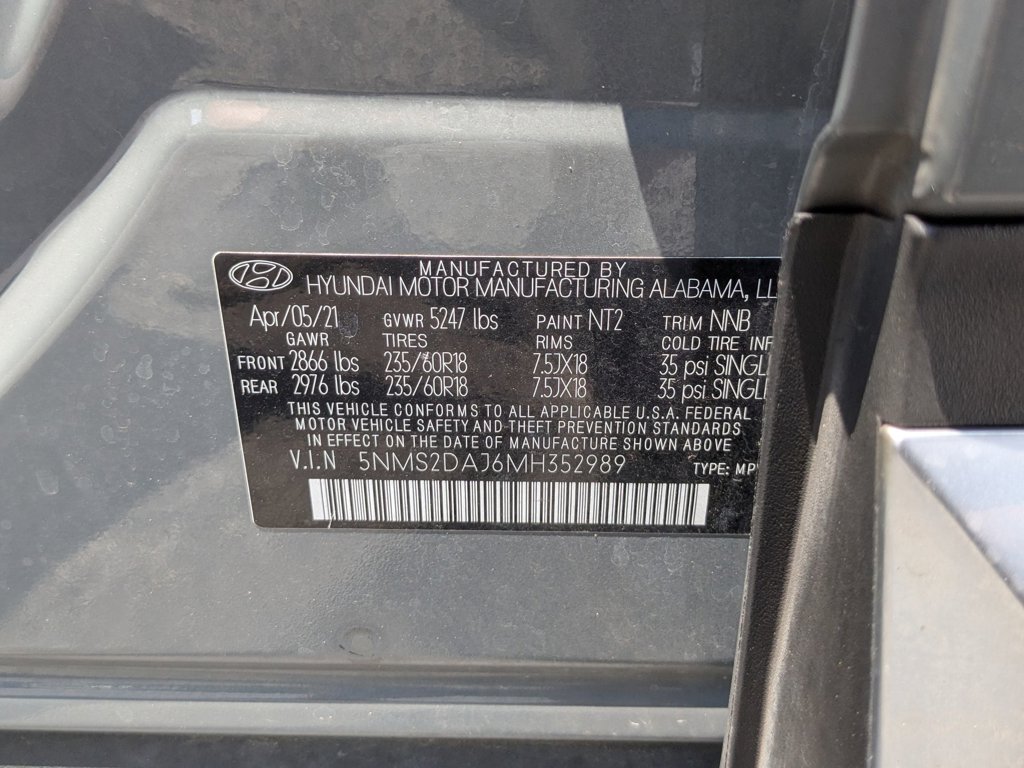 MANUFACTURED BY
HYUNDAI MOTOR MANUFACTURING ALABAMA, LL
Apr/05/21 GVWR 5247 lbs PAINT NT2 TRIM NNB
GAWR TIRES RIMS COLD TIRE INF
FRONT 2866 lbs 235/60R18 7.5JX18 35 psi SINGL
REAR 2976 lbs 235/60R18 7.5JX18 35 psi SINGL
THIS VEHICLE CONFORMS TO ALL APPLICABLE U.S.A. FEDERAL
MOTOR VEHICLE SAFETY AND THEFT PREVENTION STANDARDS
IN EFFECT ON THE DATE OF MANUFACTURE SHOWN ABOVE
V.I.N 5NMS2DAJ6MH352989 TYPE: MP